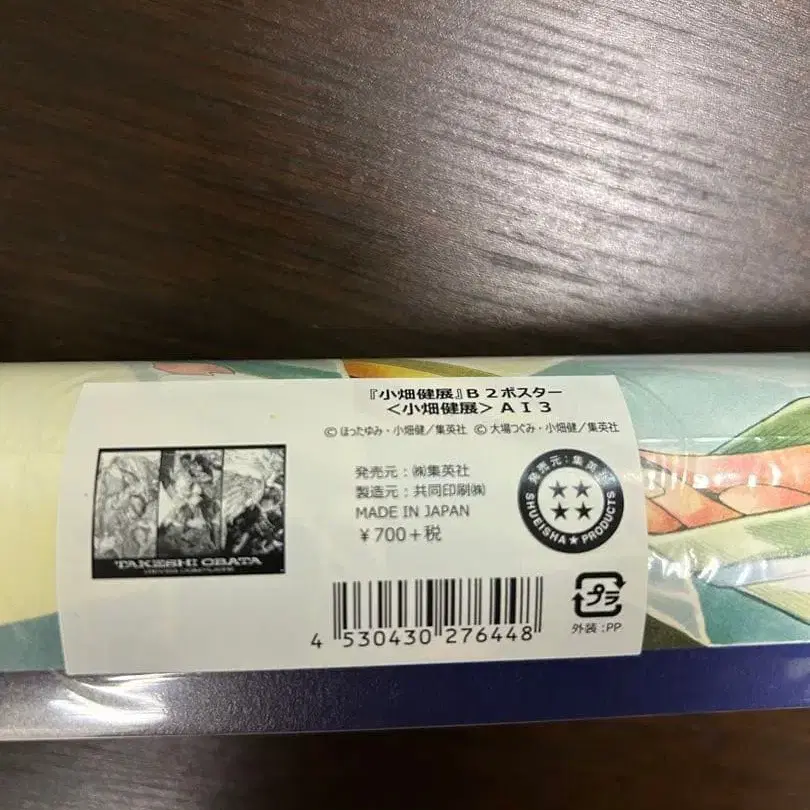 『小畑健展』B2ポスター
<小畑健展>AI3
© ほったゆみ・小畑健／集英社 © 大場つぐみ・小畑健／集英社
発売元：㈱集英社
製造元：共同印刷㈱
MADE IN JAPAN
￥700+税
発売元：集英社
SHUEISHA★PRODUCTS
TAKESHI OBATA
プラ
外装：PP
4 530430 276448